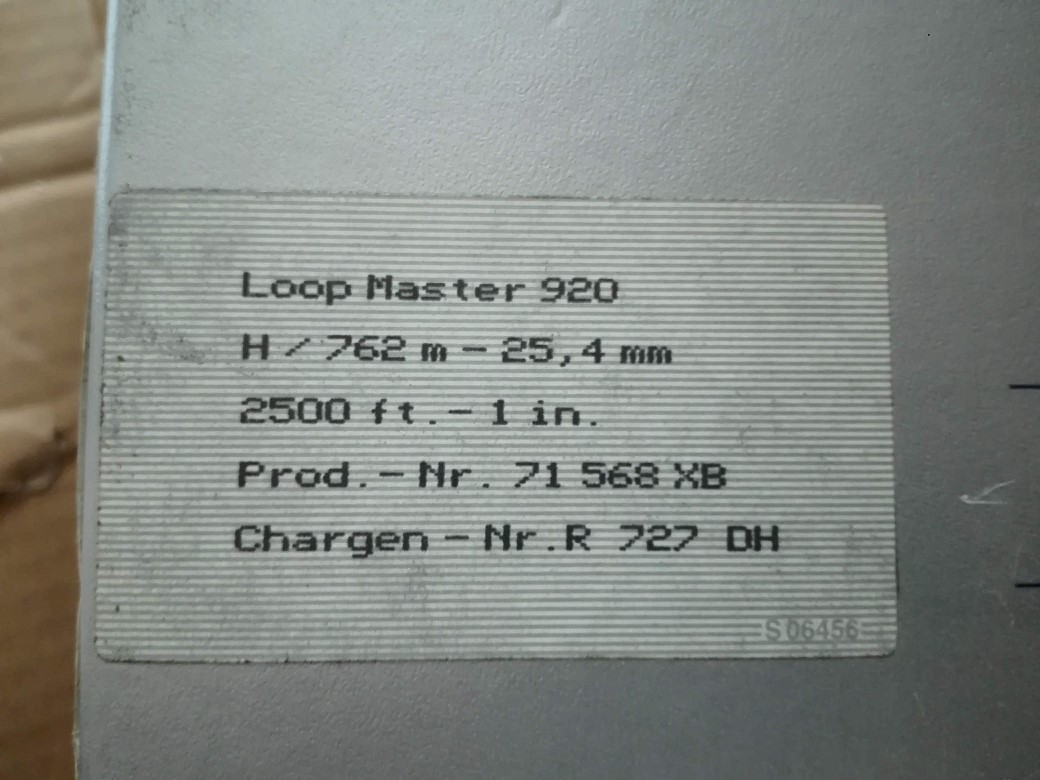 Loop Master 920
H / 762 m - 25,4 mm
2500 ft. - 1 in.
Prod.-Nr. 71 568 XB
Chargen - Nr.R 727 DH
S 06456